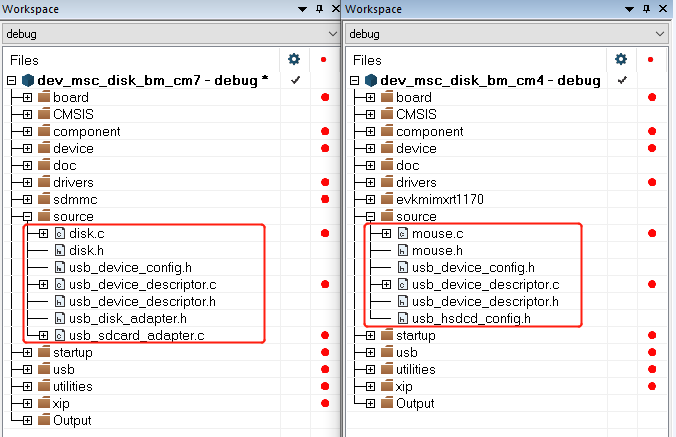 Workspace
debug
Files
dev_msc_disk_bm_cm7 - debug *
board
CMSIS
component
device
doc
drivers
sdmmc
source
disk.c
disk.h
usb_device_config.h
usb_device_descriptor.c
usb_device_descriptor.h
usb_disk_adapter.h
usb_sdcard_adapter.c
startup
usb
utilities
xip
Output
Workspace
debug
Files
dev_msc_disk_bm_cm4 - debug
board
CMSIS
component
device
doc
drivers
evkmimxrt1170
source
mouse.c
mouse.h
usb_device_config.h
usb_device_descriptor.c
usb_device_descriptor.h
usb_hsdcd_config.h
startup
usb
utilities
xip
Output